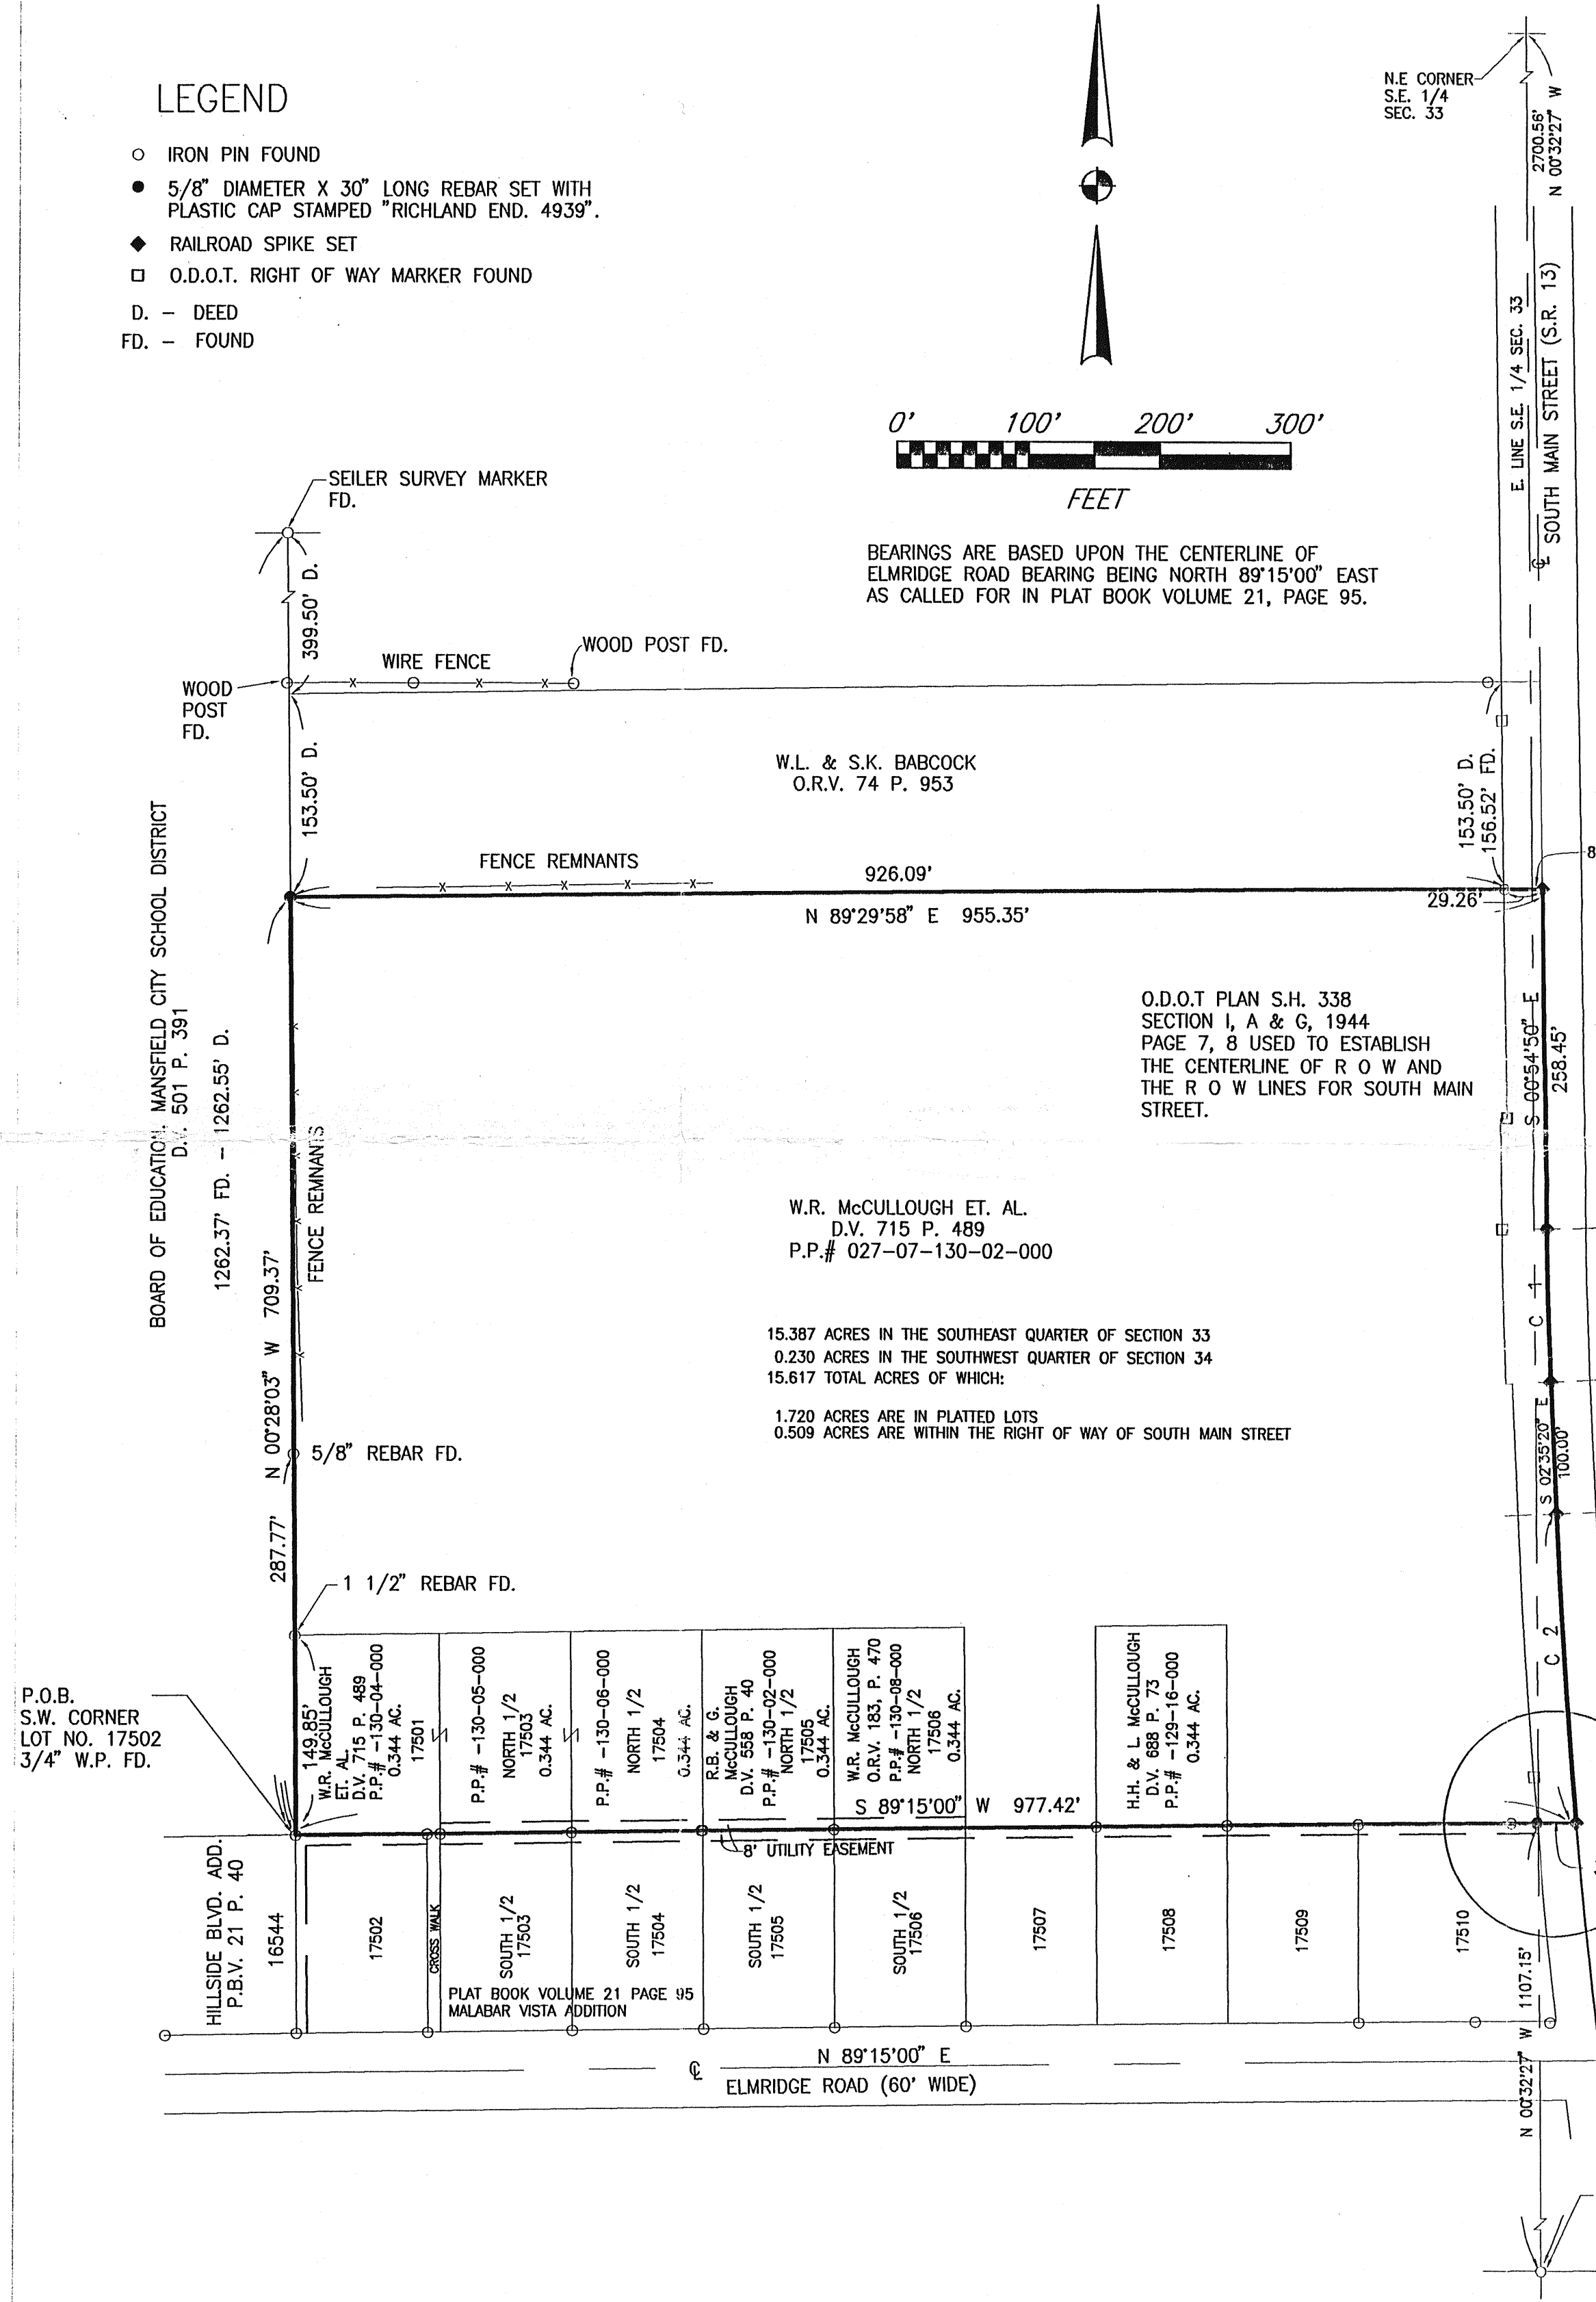 LEGEND
IRON PIN FOUND
5/8" DIAMETER X 30" LONG REBAR SET WITH
PLASTIC CAP STAMPED "RICHLAND END. 4939".
RAILROAD SPIKE SET
O.D.O.T. RIGHT OF WAY MARKER FOUND
D. – DEED
FD. – FOUND
N.E CORNER
S.E. 1/4
SEC. 33
2700.56'
N 00°32'27" W
E. LINE S.E. 1/4 SEC. 33
℄ SOUTH MAIN STREET (S.R. 13)
0' 100' 200' 300'
FEET
BEARINGS ARE BASED UPON THE CENTERLINE OF
ELMRIDGE ROAD BEARING BEING NORTH 89°15'00" EAST
AS CALLED FOR IN PLAT BOOK VOLUME 21, PAGE 95.
SEILER SURVEY MARKER
FD.
399.50' D.
WIRE FENCE
WOOD POST FD.
WOOD
POST
FD.
153.50' D.
W.L. & S.K. BABCOCK
O.R.V. 74 P. 953
153.50' D.
156.52' FD.
FENCE REMNANTS
926.09'
8
29.26'
N 89°29'58" E 955.35'
BOARD OF EDUCATION, MANSFIELD CITY SCHOOL DISTRICT
D.V. 501 P. 391
1262.37' FD. – 1262.55' D.
N 00°28'03" W 709.37'
FENCE REMNANTS
O.D.O.T PLAN S.H. 338
SECTION I, A & G, 1944
PAGE 7, 8 USED TO ESTABLISH
THE CENTERLINE OF R O W AND
THE R O W LINES FOR SOUTH MAIN
STREET.
S 00°54'50" E
258.45'
W.R. McCULLOUGH ET. AL.
D.V. 715 P. 489
P.P.# 027–07–130–02–000
C 1
15.387 ACRES IN THE SOUTHEAST QUARTER OF SECTION 33
0.230 ACRES IN THE SOUTHWEST QUARTER OF SECTION 34
15.617 TOTAL ACRES OF WHICH:
1.720 ACRES ARE IN PLATTED LOTS
0.509 ACRES ARE WITHIN THE RIGHT OF WAY OF SOUTH MAIN STREET
S 02°35'20" E
100.00'
5/8" REBAR FD.
287.77'
1 1/2" REBAR FD.
C 2
P.O.B.
S.W. CORNER
LOT NO. 17502
3/4" W.P. FD.
149.85'
W.R. McCULLOUGH
ET. AL.
D.V. 715 P. 489
P.P.# –130–04–000
0.344 AC.
17501
P.P.# –130–05–000
NORTH 1/2
17503
0.344 AC.
P.P.# –130–06–000
NORTH 1/2
17504
0.344 AC.
R.B. & G.
McCULLOUGH
D.V. 558 P. 40
P.P.# –130–02–000
NORTH 1/2
17505
0.344 AC.
W.R. McCULLOUGH
O.R.V. 183, P. 470
P.P.# –130–08–000
NORTH 1/2
17506
0.344 AC.
H.H. & L. McCULLOUGH
D.V. 688 P. 73
P.P.# –129–16–000
0.344 AC.
S 89°15'00" W 977.42'
8' UTILITY EASEMENT
HILLSIDE BLVD. ADD.
P.B.V. 21 P. 40
16544
17502
CROSS WALK
SOUTH 1/2
17503
SOUTH 1/2
17504
SOUTH 1/2
17505
SOUTH 1/2
17506
17507
17508
17509
17510
PLAT BOOK VOLUME 21 PAGE 95
MALABAR VISTA ADDITION
N 00°32'27" W 1107.15'
N 89°15'00" E
℄
ELMRIDGE ROAD (60' WIDE)